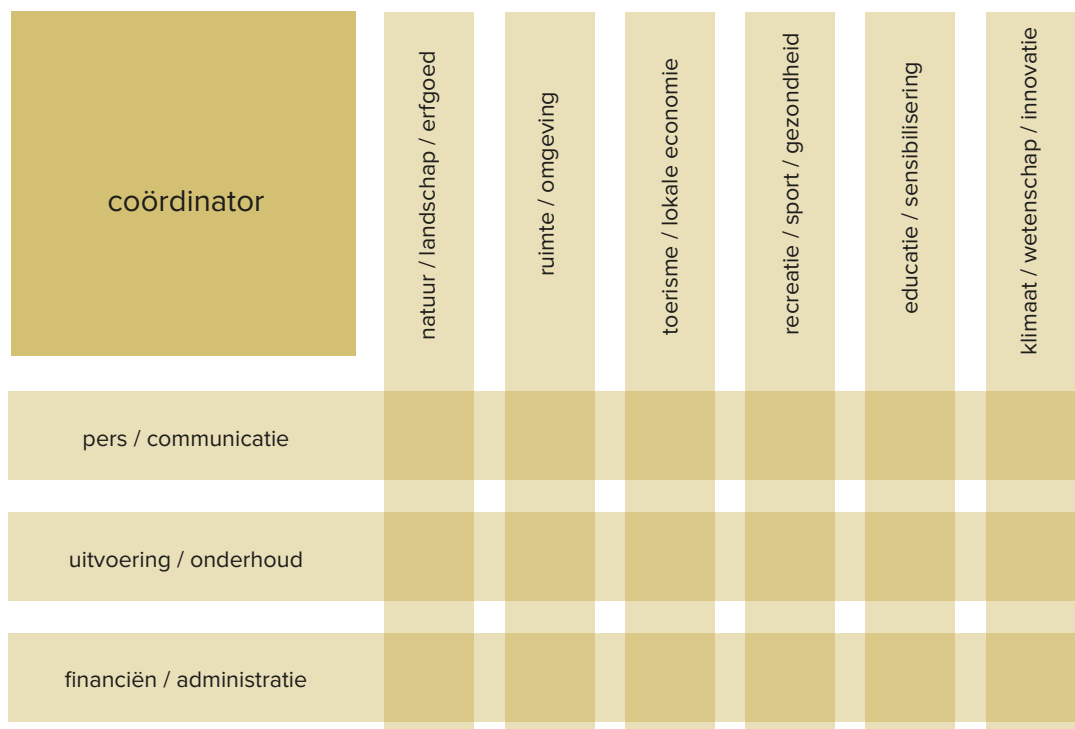 coördinator
natuur / landschap / erfgoed
ruimte / omgeving
toerisme / lokale economie
recreatie / sport / gezondheid
educatie / sensibilisering
klimaat / wetenschap / innovatie
pers / communicatie
uitvoering / onderhoud
financiën / administratie